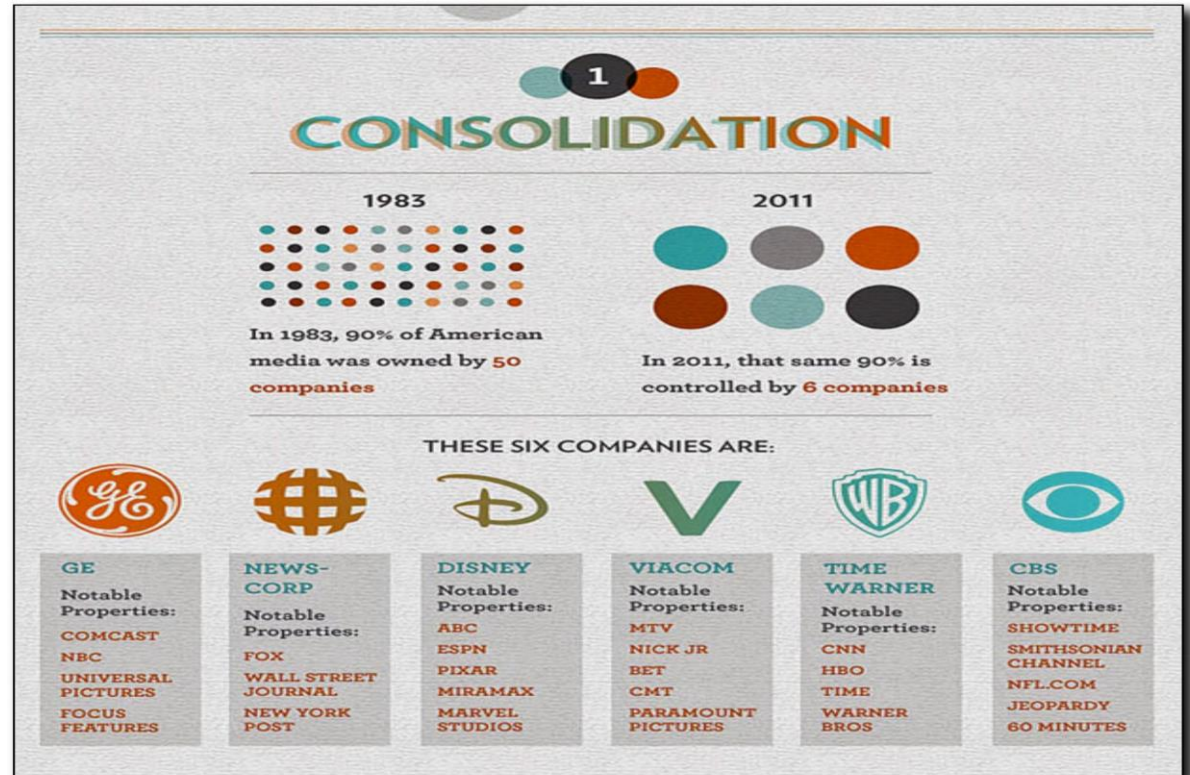 1
CONSOLIDATION
1983
In 1983, 90% of American
media was owned by 50
companies
2011
In 2011, that same 90% is
controlled by 6 companies
THESE SIX COMPANIES ARE:
GE
GE
Notable
Properties:
COMCAST
NBC
UNIVERSAL
PICTURES
FOCUS
FEATURES
NEWS-
CORP
Notable
Properties:
FOX
WALL STREET
JOURNAL
NEW YORK
POST
D
DISNEY
Notable
Properties:
ABC
ESPN
PIXAR
MIRAMAX
MARVEL
STUDIOS
V
VIACOM
Notable
Properties:
MTV
NICK JR
BET
CMT
PARAMOUNT
PICTURES
WB
TIME
WARNER
Notable
Properties:
CNN
HBO
TIME
WARNER
BROS
CBS
Notable
Properties:
SHOWTIME
SMITHSONIAN
CHANNEL
NFL.COM
JEOPARDY
60 MINUTES